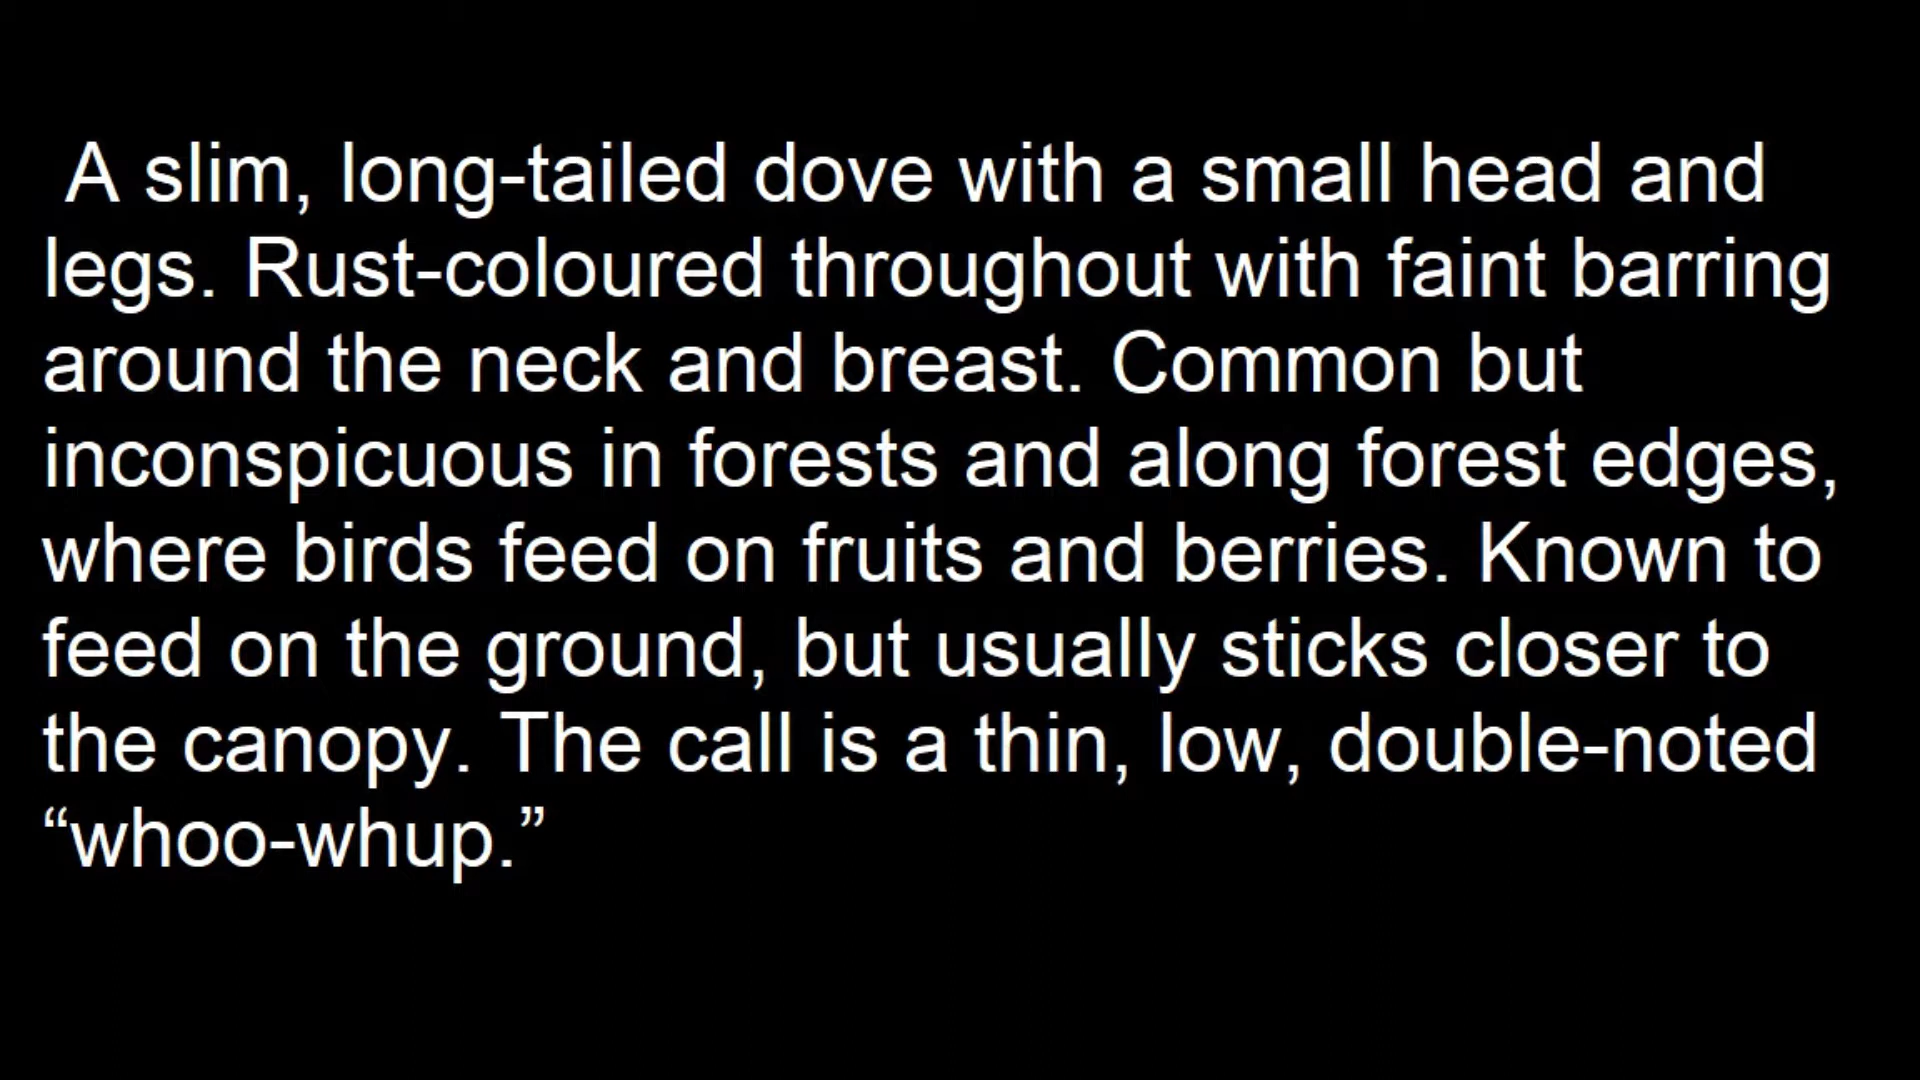 A slim, long-tailed dove with a small head and
legs. Rust-coloured throughout with faint barring
around the neck and breast. Common but
inconspicuous in forests and along forest edges,
where birds feed on fruits and berries. Known to
feed on the ground, but usually sticks closer to
the canopy. The call is a thin, low, double-noted
“whoo-whup.”